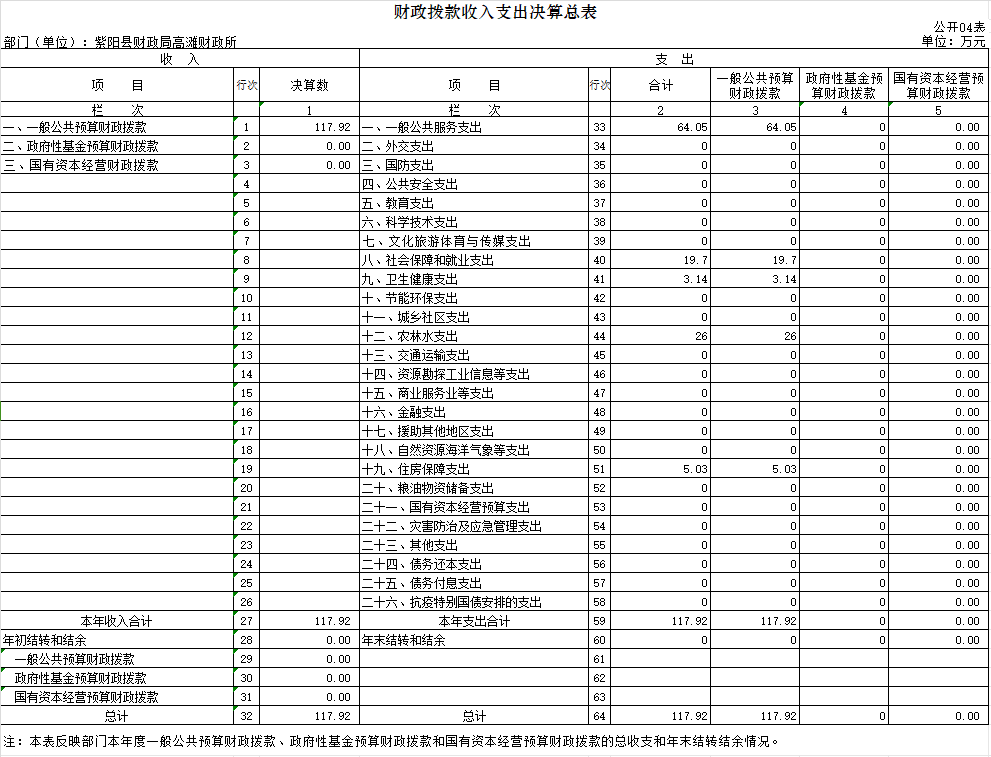 财政拨款收入支出决算总表
公开04表
部门（单位）：紫阳县财政局高滩财政所 单位：万元
收 入 支 出
项 目 行次 决算数 项 目 行次 合计 一般公共预算财政拨款 政府性基金预算财政拨款 国有资本经营预算财政拨款
栏 次 1 栏 次 2 3 4 5
一、一般公共预算财政拨款 1 117.92 一、一般公共服务支出 33 64.05 64.05 0 0.00
二、政府性基金预算财政拨款 2 0.00 二、外交支出 34 0 0 0 0.00
三、国有资本经营财政拨款 3 0.00 三、国防支出 35 0 0 0 0.00
4 四、公共安全支出 36 0 0 0 0.00
5 五、教育支出 37 0 0 0 0.00
6 六、科学技术支出 38 0 0 0 0.00
7 七、文化旅游体育与传媒支出 39 0 0 0 0.00
8 八、社会保障和就业支出 40 19.7 19.7 0 0.00
9 九、卫生健康支出 41 3.14 3.14 0 0.00
10 十、节能环保支出 42 0 0 0 0.00
11 十一、城乡社区支出 43 0 0 0 0.00
12 十二、农林水支出 44 26 26 0 0.00
13 十三、交通运输支出 45 0 0 0 0.00
14 十四、资源勘探工业信息等支出 46 0 0 0 0.00
15 十五、商业服务业等支出 47 0 0 0 0.00
16 十六、金融支出 48 0 0 0 0.00
17 十七、援助其他地区支出 49 0 0 0 0.00
18 十八、自然资源海洋气象等支出 50 0 0 0 0.00
19 十九、住房保障支出 51 5.03 5.03 0 0.00
20 二十、粮油物资储备支出 52 0 0 0 0.00
21 二十一、国有资本经营预算支出 53 0 0 0 0.00
22 二十二、灾害防治及应急管理支出 54 0 0 0 0.00
23 二十三、其他支出 55 0 0 0 0.00
24 二十四、债务还本支出 56 0 0 0 0.00
25 二十五、债务付息支出 57 0 0 0 0.00
26 二十六、抗疫特别国债安排的支出 58 0 0 0 0.00
本年收入合计 27 117.92 本年支出合计 59 117.92 117.92 0 0.00
年初结转和结余 28 0.00 年末结转和结余 60 0 0 0 0.00
一般公共预算财政拨款 29 0.00 61
政府性基金预算财政拨款 30 0.00 62
国有资本经营预算财政拨款 31 0.00 63
总计 32 117.92 总计 64 117.92 117.92 0 0.00
注：本表反映部门本年度一般公共预算财政拨款、政府性基金预算财政拨款和国有资本经营预算财政拨款的总收支和年末结转结余情况。